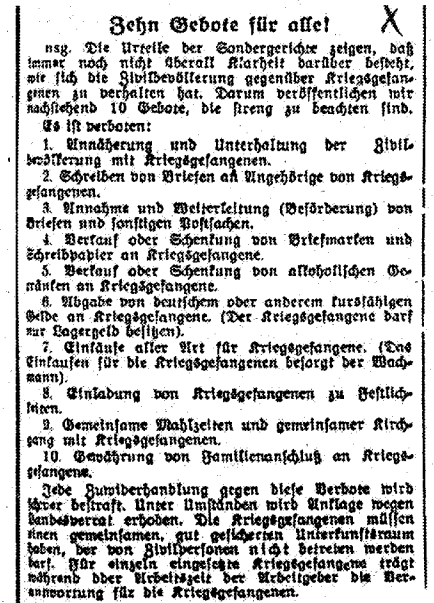 Zehn Gebote für alle! X
nsg. Die Urteile der Sondergerichte zeigen, daß
immer noch nicht überall Klarheit darüber besteht,
wie sich die Zivilbevölkerung gegenüber Kriegsgefan-
genen zu verhalten hat. Darum veröffentlichen wir
nachstehend 10 Gebote, die streng zu beachten sind.
Es ist verboten:
1. Annäherung und Unterhaltung der Zivil-
bevölkerung mit Kriegsgefangenen.
2. Schreiben von Briefen an Angehörige von Kriegs-
gefangenen.
3. Annahme und Weiterleitung (Beförderung) von
Briefen und sonstigen Postsachen.
4. Verkauf oder Schenkung von Briefmarken und
Schreibpapier an Kriegsgefangene.
5. Verkauf oder Schenkung von alkoholischen Ge-
tränken an Kriegsgefangene.
6. Abgabe von deutschem oder anderem kursfähigen
Gelde an Kriegsgefangene. (Der Kriegsgefangene darf
nur Lagergeld besitzen).
7. Einkäufe aller Art für Kriegsgefangene. (Das
Einkaufen für die Kriegsgefangenen besorgt der Wach-
mann).
8. Einladung von Kriegsgefangenen zu Festlich-
keiten.
9. Gemeinsame Mahlzeiten und gemeinsamer Kirch-
gang mit Kriegsgefangenen.
10. Gewährung von Familienanschluß an Kriegs-
gefangene.
Jede Zuwiderhandlung gegen diese Verbote wird
schwer bestraft. Unter Umständen wird Anklage wegen
Landesverrat erhoben. Die Kriegsgefangenen müssen
einen gemeinsamen, gut gesicherten Unterkunftsraum
haben, der von Zivilpersonen nicht betreten werden
darf. Für einzeln eingesetzte Kriegsgefangene trägt
während dder Arbeitszeit der Arbeitgeber die Ver-
antwortung für die Kriegsgefangenen.